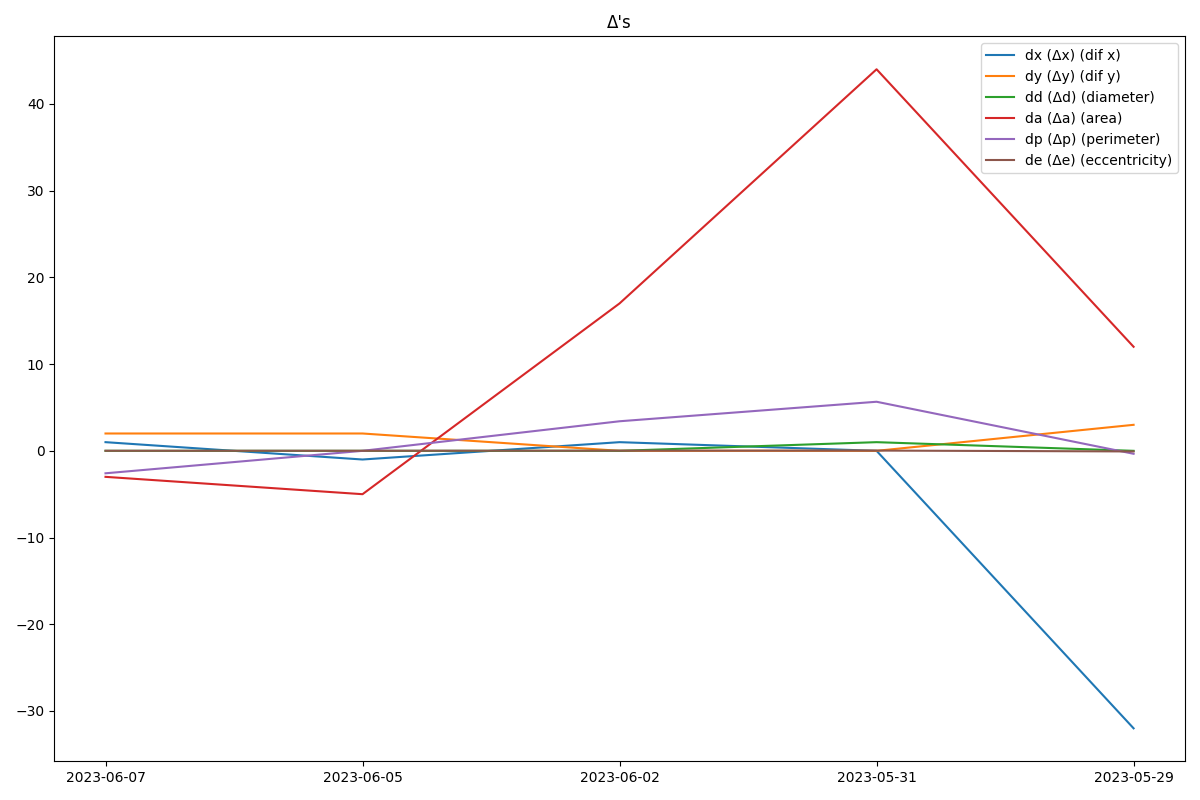 Δ's
dx (Δx) (dif x)
dy (Δy) (dif y)
dd (Δd) (diameter)
da (Δa) (area)
dp (Δp) (perimeter)
de (Δe) (eccentricity)
40
30
20
10
0
−10
−20
−30
2023-06-07 2023-06-05 2023-06-02 2023-05-31 2023-05-29